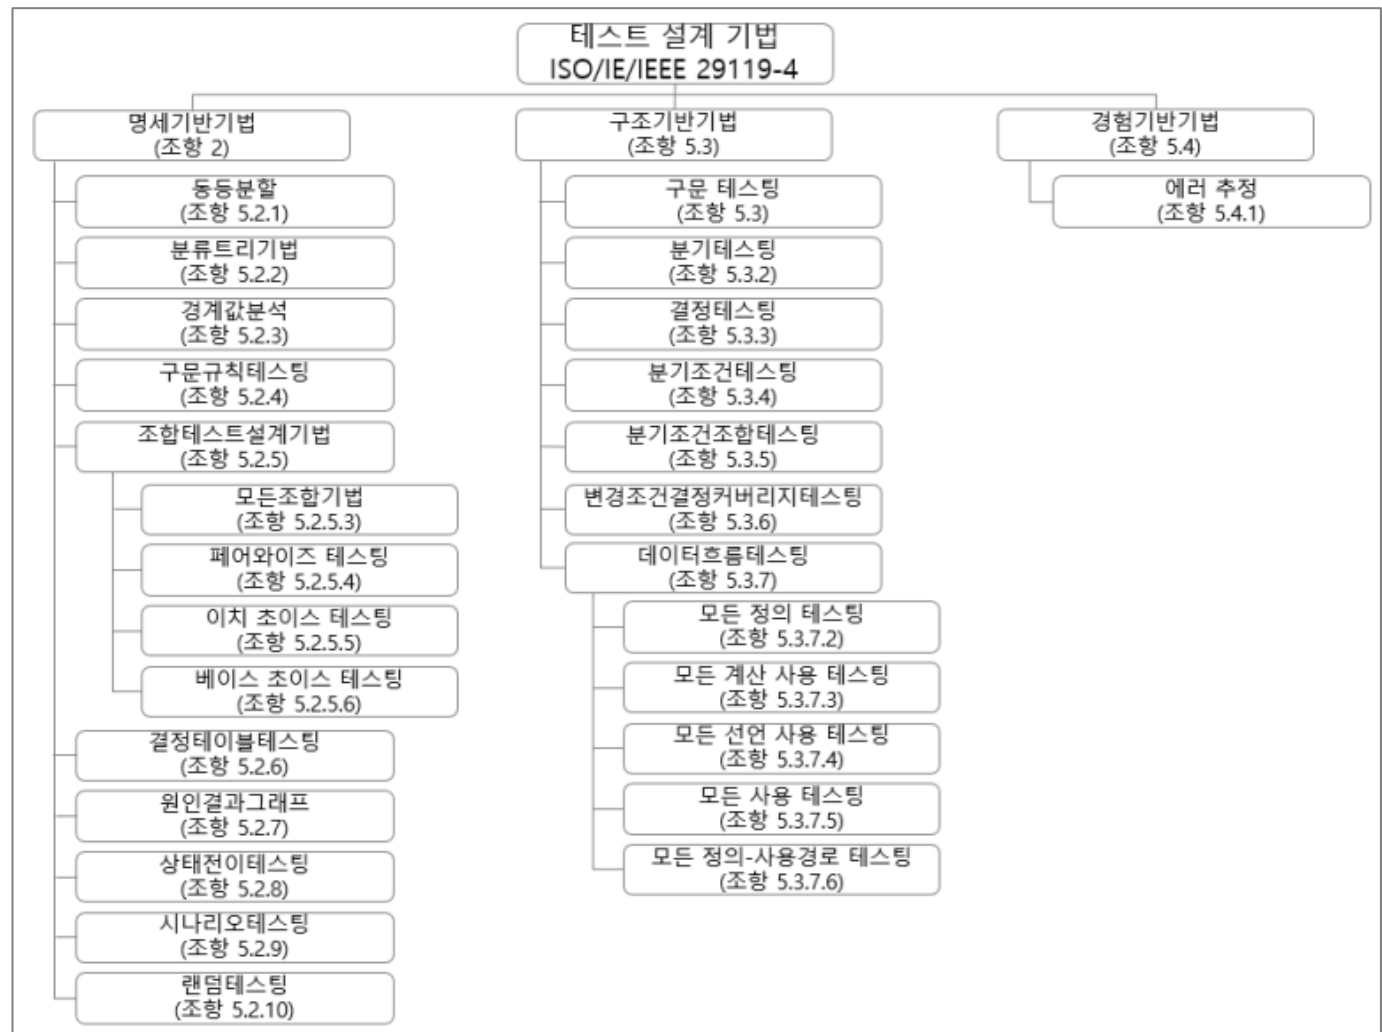 테스트 설계 기법
ISO/IE/IEEE 29119-4
명세기반기법
(조항 2)
동등분할
(조항 5.2.1)
분류트리기법
(조항 5.2.2)
경계값분석
(조항 5.2.3)
구문규칙테스팅
(조항 5.2.4)
조합테스트설계기법
(조항 5.2.5)
모든조합기법
(조항 5.2.5.3)
페어와이즈 테스팅
(조항 5.2.5.4)
이치 초이스 테스팅
(조항 5.2.5.5)
베이스 초이스 테스팅
(조항 5.2.5.6)
결정테이블테스팅
(조항 5.2.6)
원인결과그래프
(조항 5.2.7)
상태전이테스팅
(조항 5.2.8)
시나리오테스팅
(조항 5.2.9)
랜덤테스팅
(조항 5.2.10)
구조기반기법
(조항 5.3)
구문 테스팅
(조항 5.3)
분기테스팅
(조항 5.3.2)
결정테스팅
(조항 5.3.3)
분기조건테스팅
(조항 5.3.4)
분기조건조합테스팅
(조항 5.3.5)
변경조건결정커버리지테스팅
(조항 5.3.6)
데이터흐름테스팅
(조항 5.3.7)
모든 정의 테스팅
(조항 5.3.7.2)
모든 계산 사용 테스팅
(조항 5.3.7.3)
모든 선언 사용 테스팅
(조항 5.3.7.4)
모든 사용 테스팅
(조항 5.3.7.5)
모든 정의-사용경로 테스팅
(조항 5.3.7.6)
경험기반기법
(조항 5.4)
에러 추정
(조항 5.4.1)